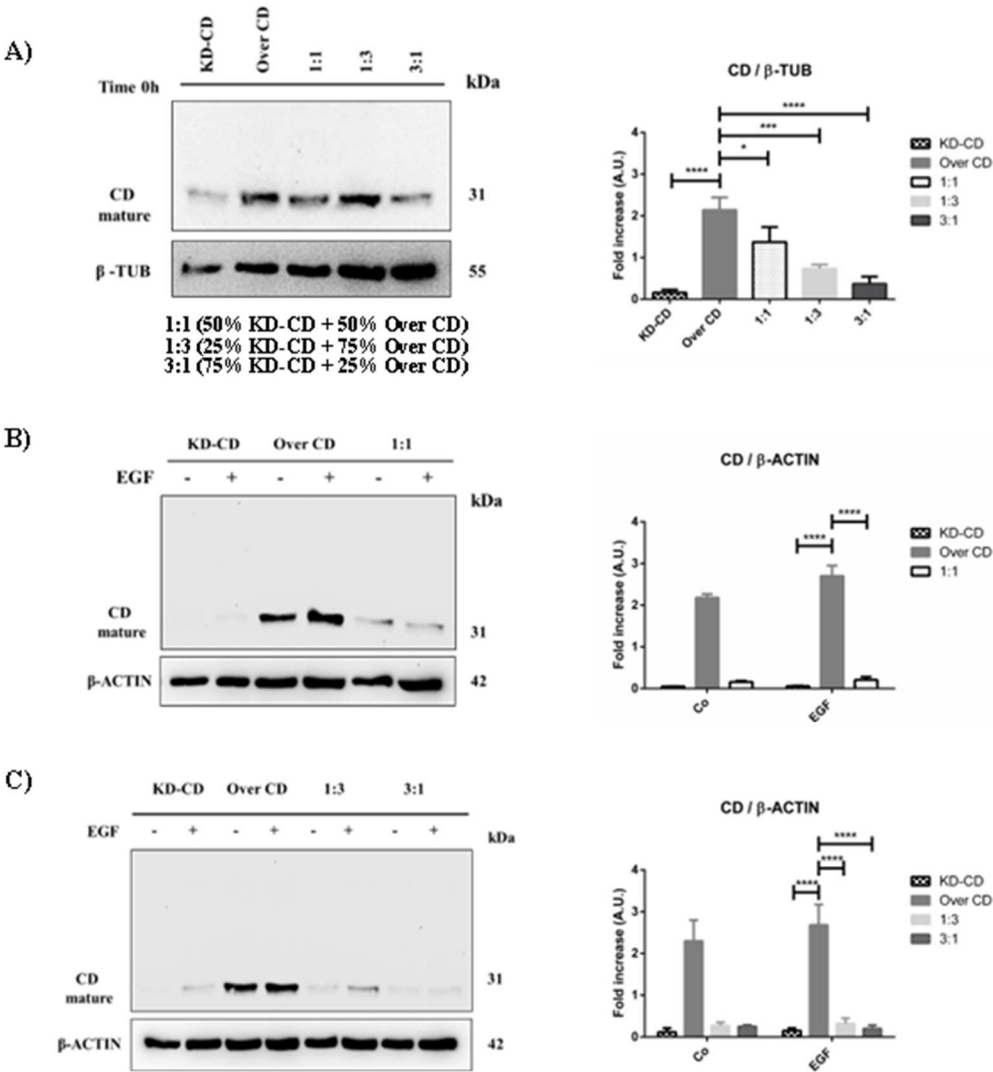 A)
KD-CD Over CD 1:1 1:3 3:1
Time 0h
kDa
CD
mature
31
β -TUB
55
1:1 (50% KD-CD + 50% Over CD)
1:3 (25% KD-CD + 75% Over CD)
3:1 (75% KD-CD + 25% Over CD)
CD / β-TUB
Fold increase (A.U.)
4
3
2
1
0
****
***
*
****
KD-CD Over CD 1:1 1:3 3:1
KD-CD
Over CD
1:1
1:3
3:1
B)
KD-CD Over CD 1:1
EGF - + - + - +
kDa
CD
mature
31
β-ACTIN
42
CD / β-ACTIN
Fold increase (A.U.)
4
3
2
1
0
****
****
Co EGF
KD-CD
Over CD
1:1
C)
KD-CD Over CD 1:3 3:1
EGF - + - + - + - +
kDa
CD
mature
31
β-ACTIN
42
CD / β-ACTIN
Fold increase (A.U.)
4
3
2
1
0
****
****
****
Co EGF
KD-CD
Over CD
1:3
3:1